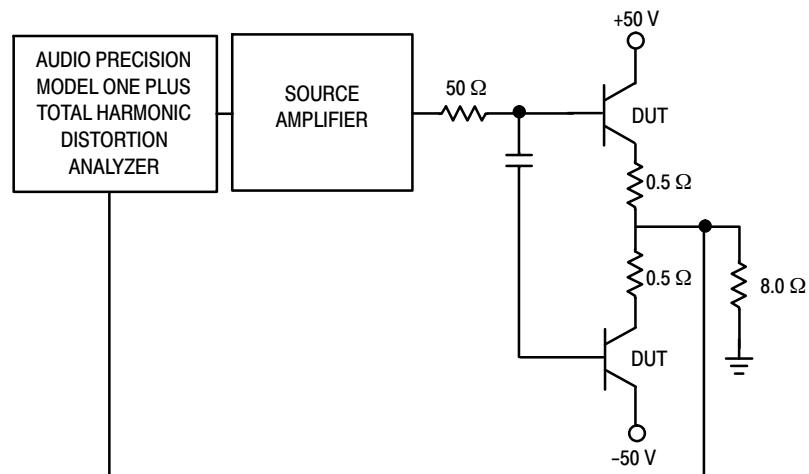 +50 V
AUDIO PRECISION
MODEL ONE PLUS
TOTAL HARMONIC
DISTORTION
ANALYZER
SOURCE
AMPLIFIER
50 Ω
DUT
0.5 Ω
0.5 Ω
8.0 Ω
DUT
–50 V